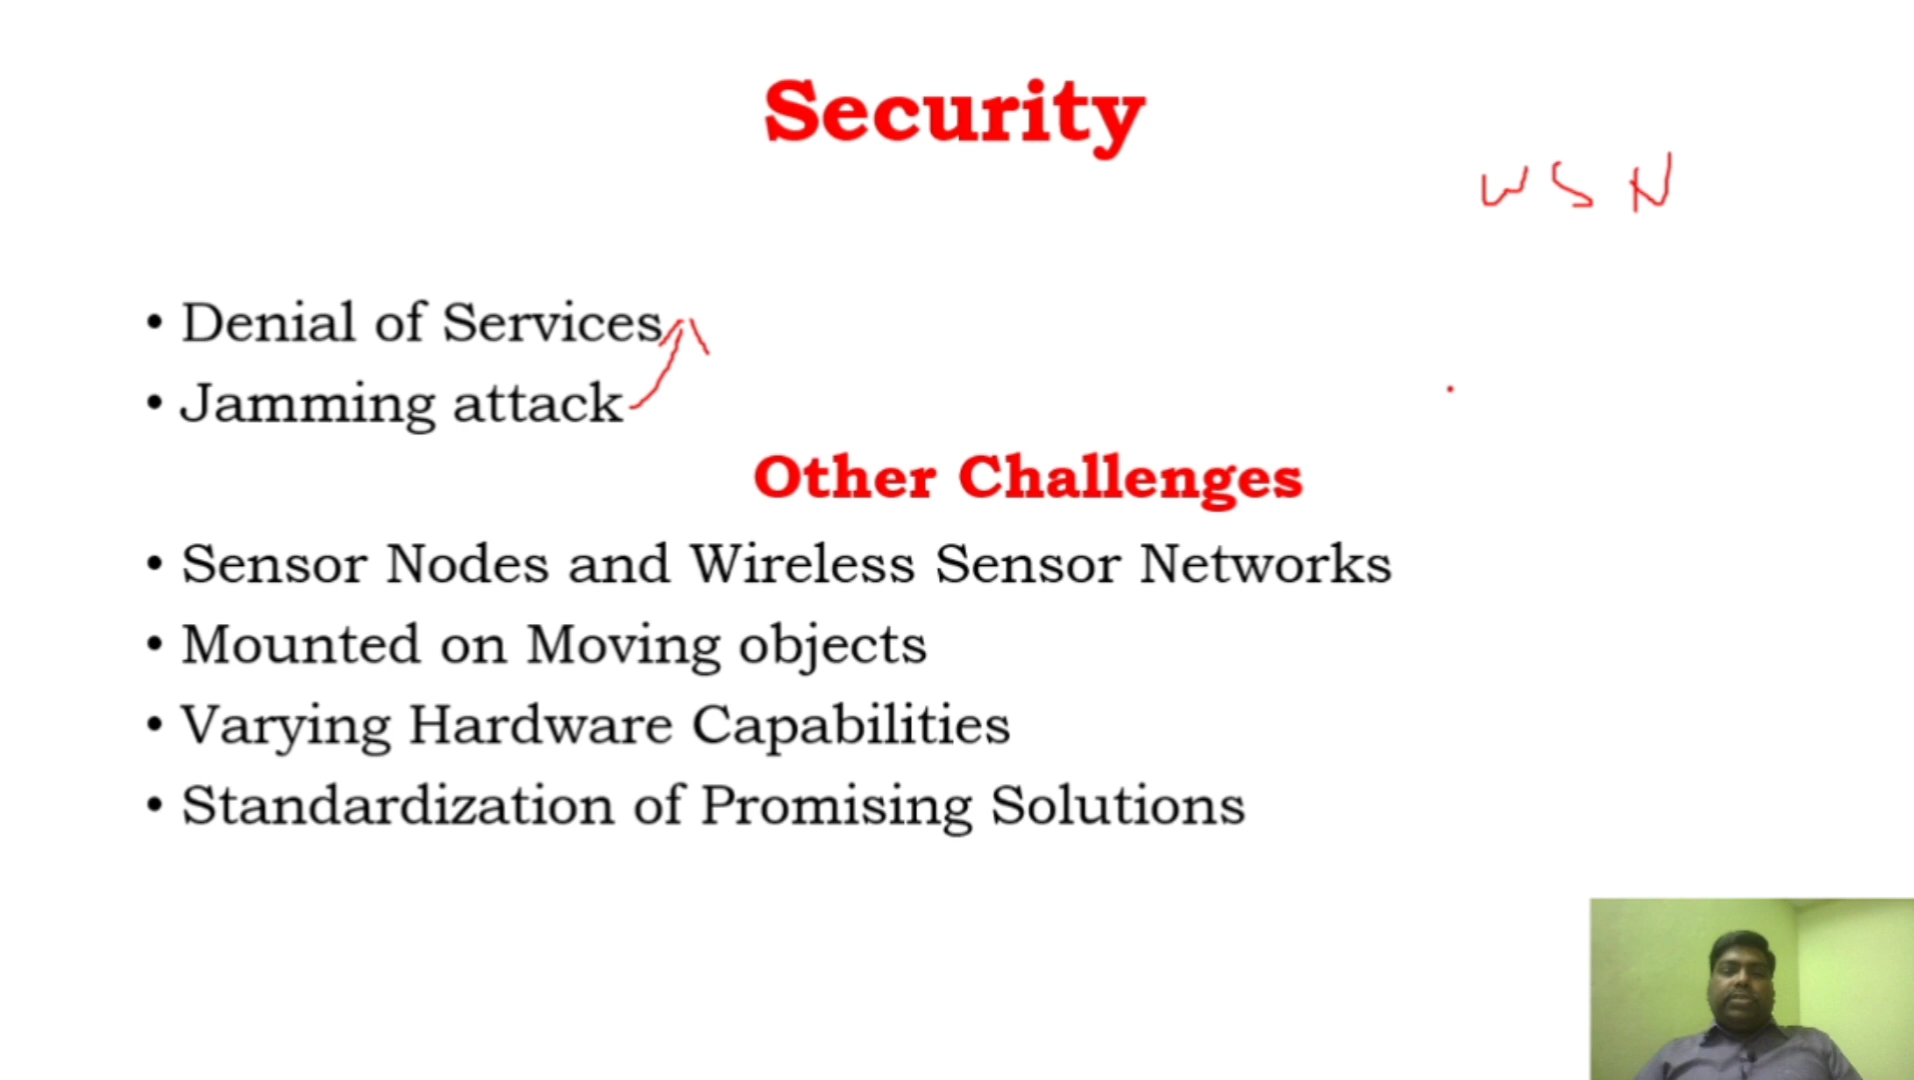 Security
WSN
• Denial of Services
• Jamming attack
Other Challenges
• Sensor Nodes and Wireless Sensor Networks
• Mounted on Moving objects
• Varying Hardware Capabilities
• Standardization of Promising Solutions